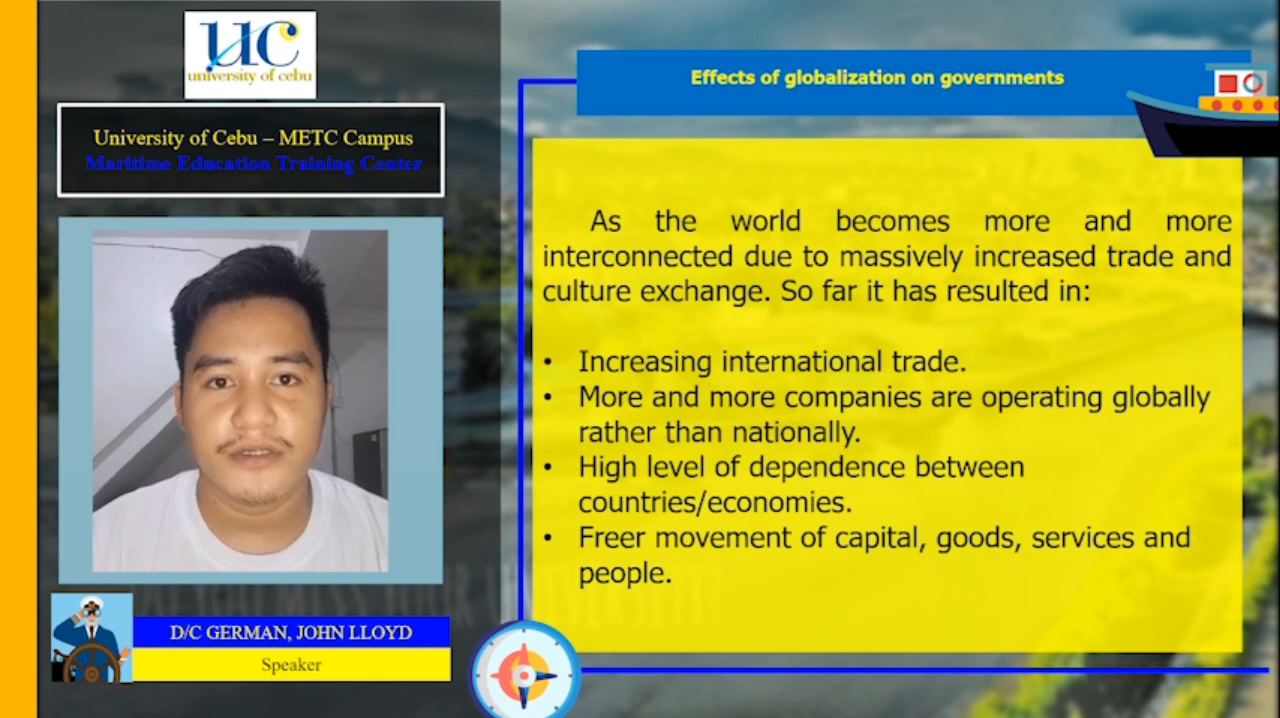 UC
university of cebu
University of Cebu – METC Campus
Maritime Education Training Center
D/C GERMAN, JOHN LLOYD
Speaker
Effects of globalization on governments
As the world becomes more and more
interconnected due to massively increased trade and
culture exchange. So far it has resulted in:
• Increasing international trade.
• More and more companies are operating globally
rather than nationally.
• High level of dependence between
countries/economies.
• Freer movement of capital, goods, services and
people.